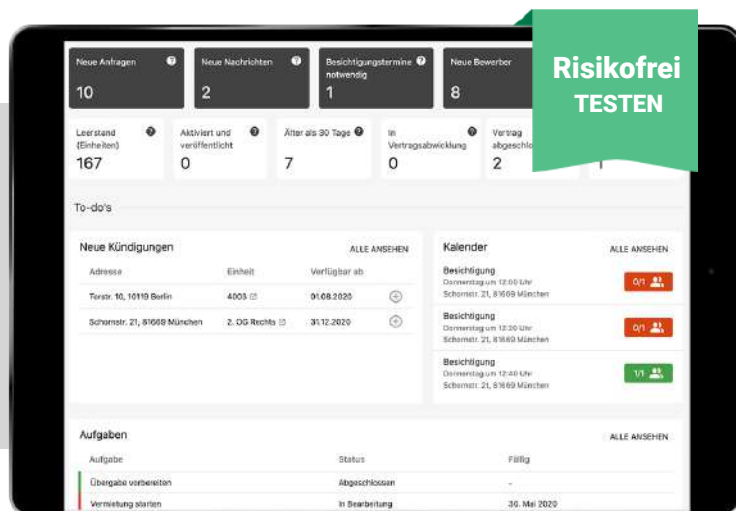 Risikofrei
TESTEN
Neue Anfragen
10
Neue Nachrichten
2
Besichtigungstermine
notwendig
1
Neue Bewerber
8
Leerstand
(Einheiten)
167
Aktiviert und
veröffentlicht
0
Älter als 30 Tage
7
In
Vertragsabwicklung
0
Vertrag
2
1
To-do's
Neue Kündigungen ALLE ANSEHEN
Adresse Einheit Verfügbar ab
Torstr. 10, 10119 Berlin 4003 01.08.2020
Schornstr. 21, 81669 München 2. OG Rechts 31.12.2020
Kalender ALLE ANSEHEN
Besichtigung
Donnerstag um 12:00 Uhr
Schornstr. 21, 81669 München
0/1
Besichtigung
Donnerstag um 12:20 Uhr
Schornstr. 21, 81669 München
0/1
Besichtigung
Donnerstag um 12:40 Uhr
Schornstr. 21, 81669 München
1/1
Aufgaben ALLE ANSEHEN
Aufgabe Status Fällig
Übergabe vorbereiten Abgeschlossen -
Vermietung starten In Bearbeitung 30. Mai 2020